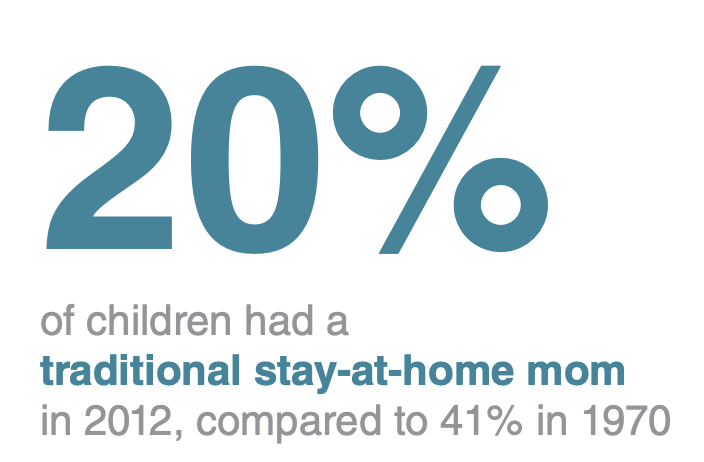 20%
of children had a
traditional stay-at-home mom
in 2012, compared to 41% in 1970